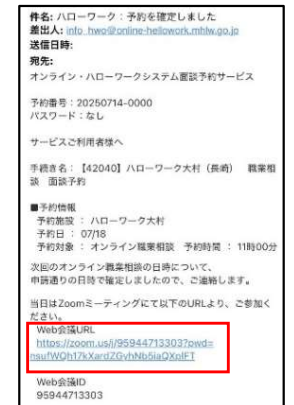 件名: ハローワーク：予約を確定しました
差出人: info_hwo@online-hellowork.mhlw.go.jp
送信日時:
宛先:
オンライン・ハローワークシステム面談予約サービス
予約番号：20250714-0000
パスワード：なし
サービスご利用者様へ
手続き名：【42040】ハローワーク大村（長崎） 職業相
談 面談予約
■予約情報
予約施設 ： ハローワーク大村
予約日 ： 07/18
予約対象 ： オンライン職業相談 予約時間 ： 11時00分
次回のオンライン職業相談の日時について、
申請通りの日時で確定しましたので、ご連絡します。
当日はZoomミーティングにて以下のURLより、ご参加く
ださい。
Web会議URL
https://zoom.us/j/95944713303?pwd=
nsufWQh17kXardZGvhNb5iaQXplFT
Web会議ID
95944713303